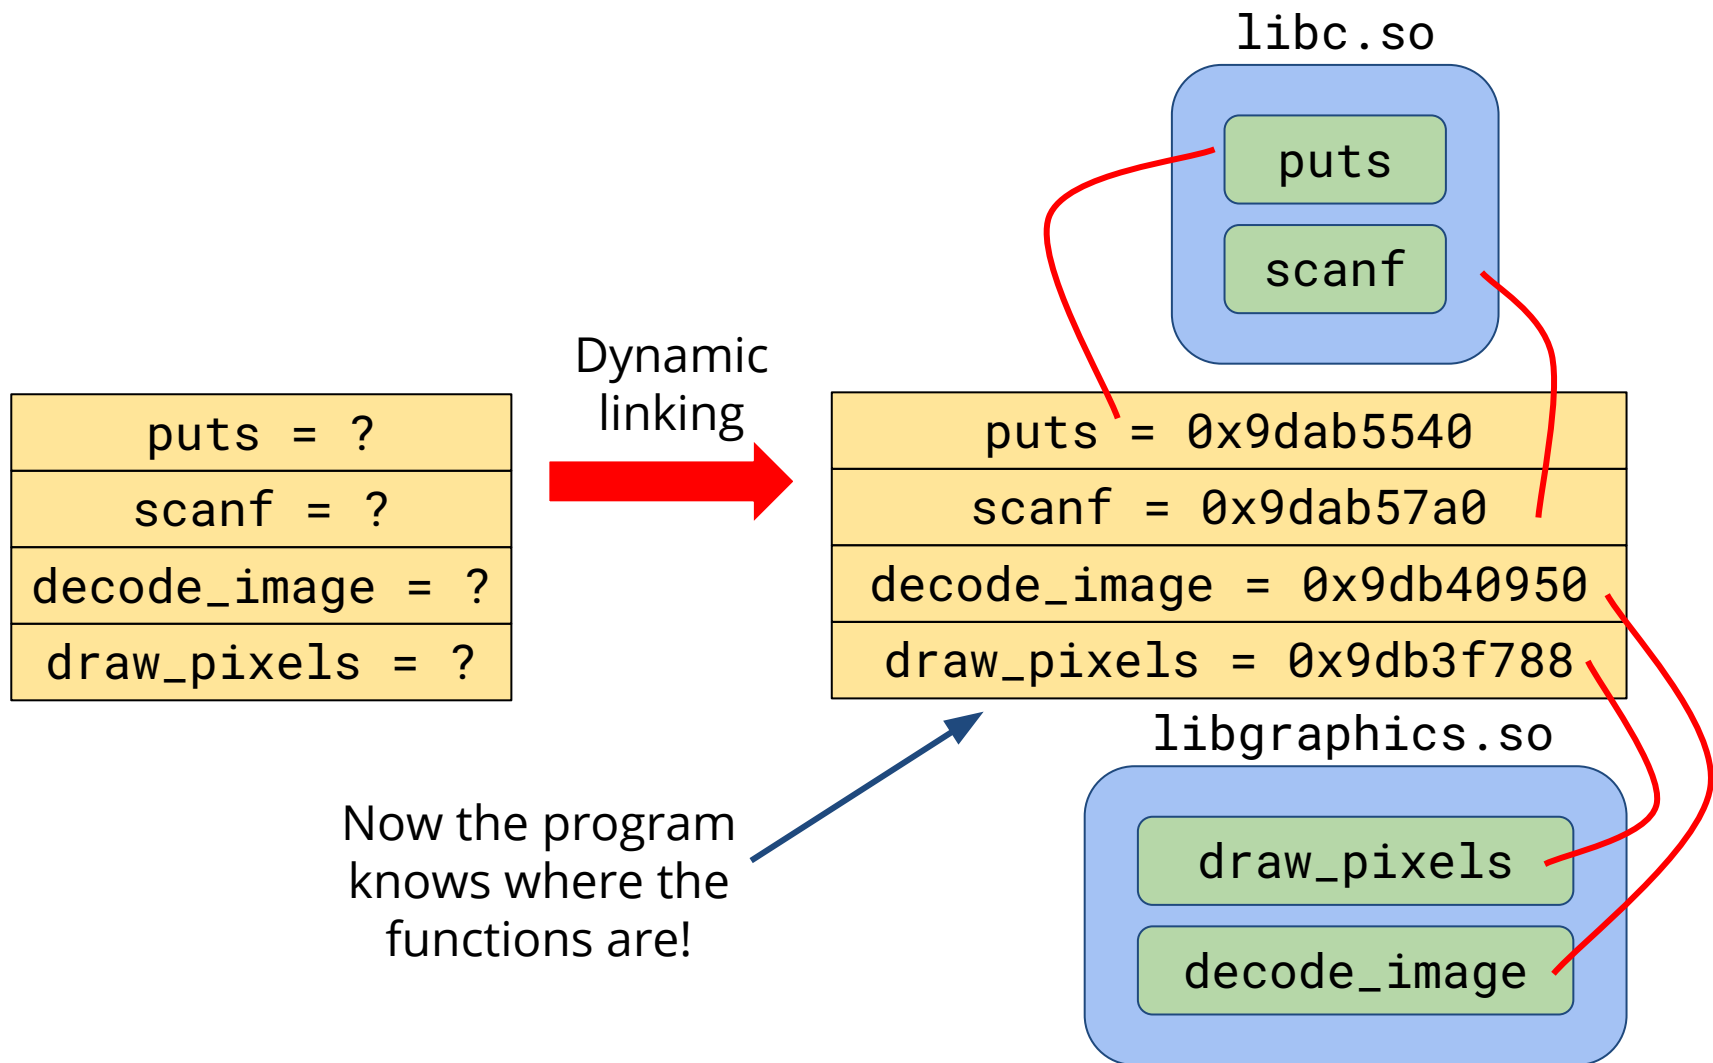 libc.so
puts
scanf
Dynamic
linking
puts = ?
scanf = ?
decode_image = ?
draw_pixels = ?
puts = 0x9dab5540
scanf = 0x9dab57a0
decode_image = 0x9db40950
draw_pixels = 0x9db3f788
libgraphics.so
draw_pixels
decode_image
Now the program
knows where the
functions are!